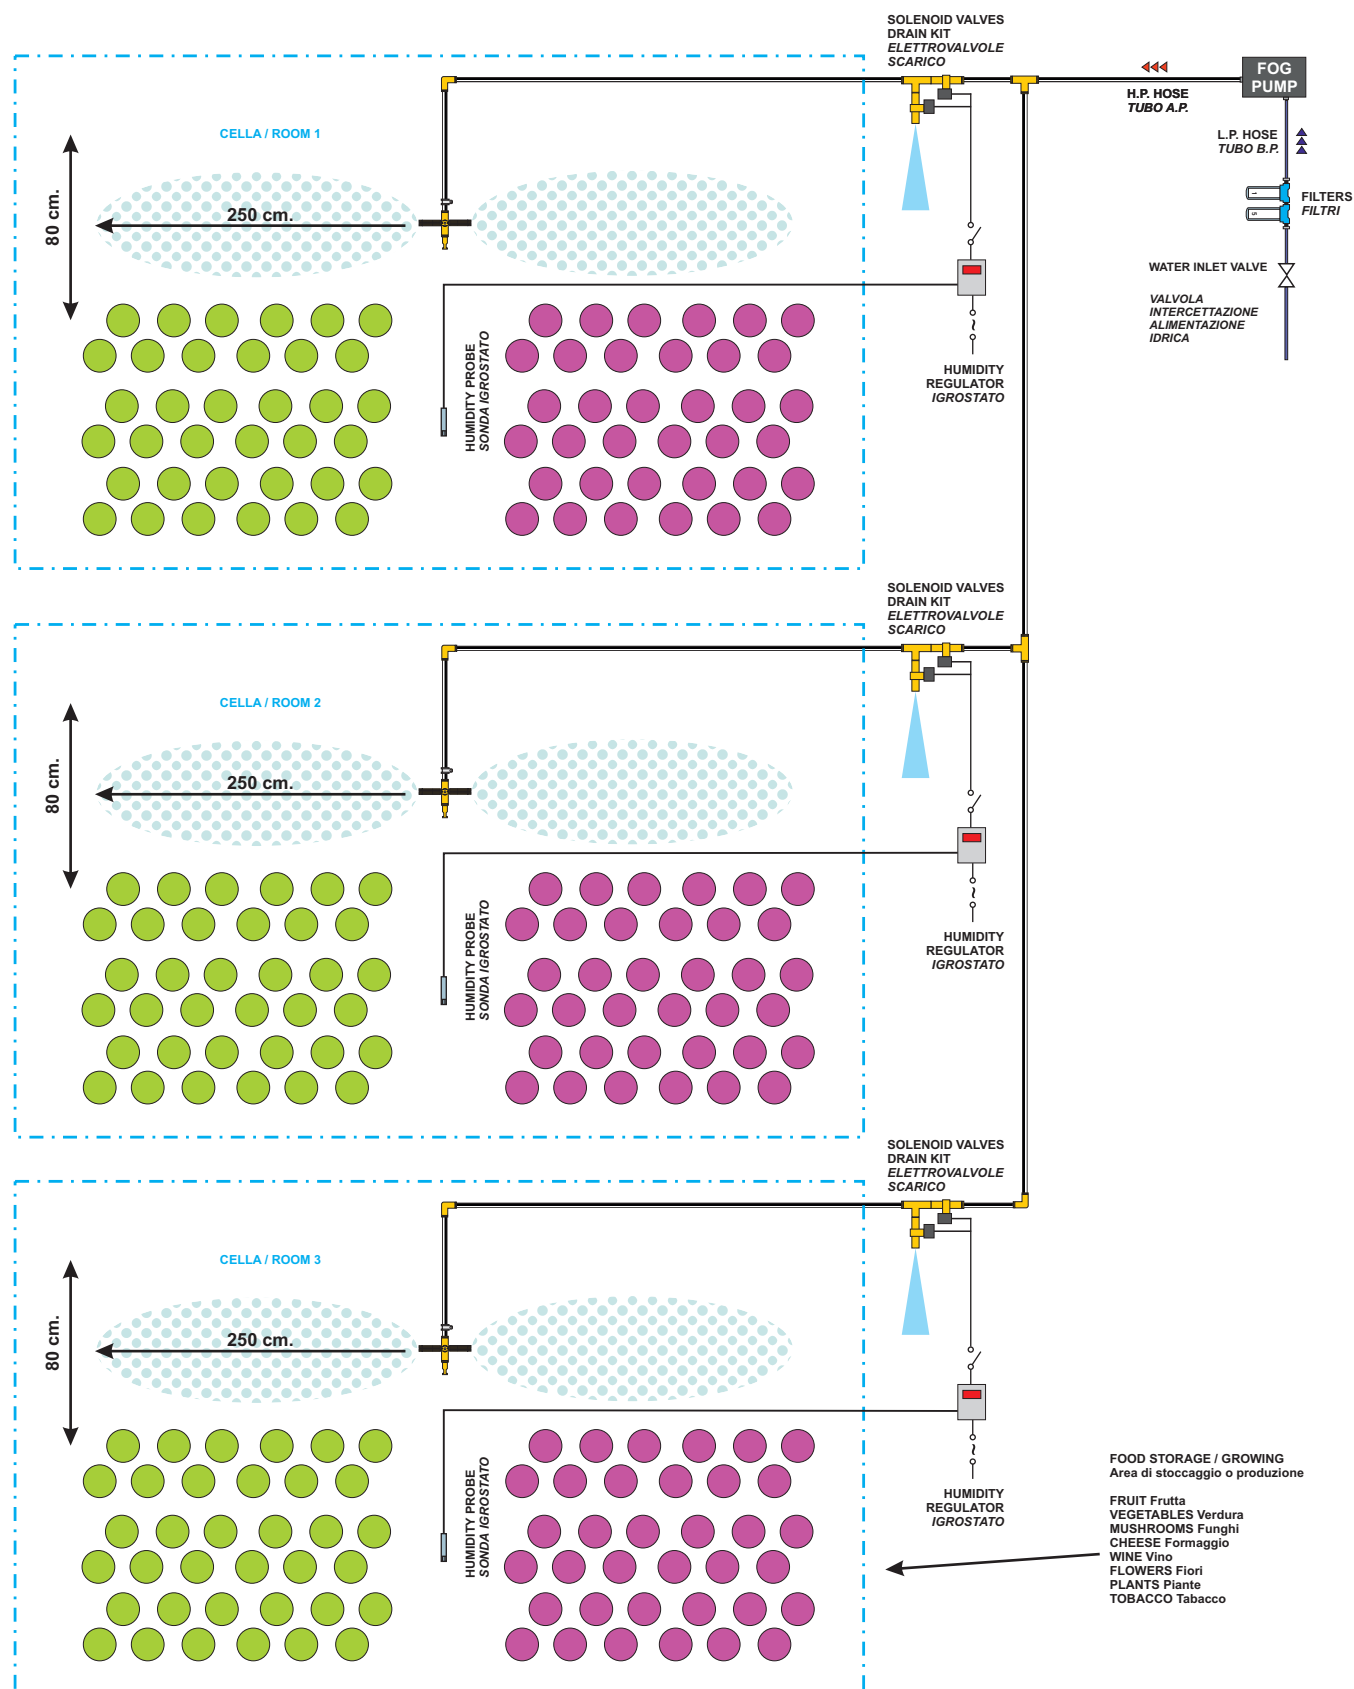 SOLENOID VALVES
DRAIN KIT
ELETTROVALVOLE
SCARICO
FOG
PUMP
H.P. HOSE
TUBO A.P.
L.P. HOSE
TUBO B.P.
FILTERS
FILTRI
1
5
WATER INLET VALVE
VALVOLA
INTERCETTAZIONE
ALIMENTAZIONE
IDRICA
CELLA / ROOM 1
80 cm.
250 cm.
HUMIDITY PROBE
SONDA IGROSTATO
HUMIDITY
REGULATOR
IGROSTATO
SOLENOID VALVES
DRAIN KIT
ELETTROVALVOLE
SCARICO
CELLA / ROOM 2
80 cm.
250 cm.
HUMIDITY PROBE
SONDA IGROSTATO
HUMIDITY
REGULATOR
IGROSTATO
SOLENOID VALVES
DRAIN KIT
ELETTROVALVOLE
SCARICO
CELLA / ROOM 3
80 cm.
250 cm.
HUMIDITY PROBE
SONDA IGROSTATO
HUMIDITY
REGULATOR
IGROSTATO
FOOD STORAGE / GROWING
Area di stoccaggio o produzione
FRUIT Frutta
VEGETABLES Verdura
MUSHROOMS Funghi
CHEESE Formaggio
WINE Vino
FLOWERS Fiori
PLANTS Piante
TOBACCO Tabacco